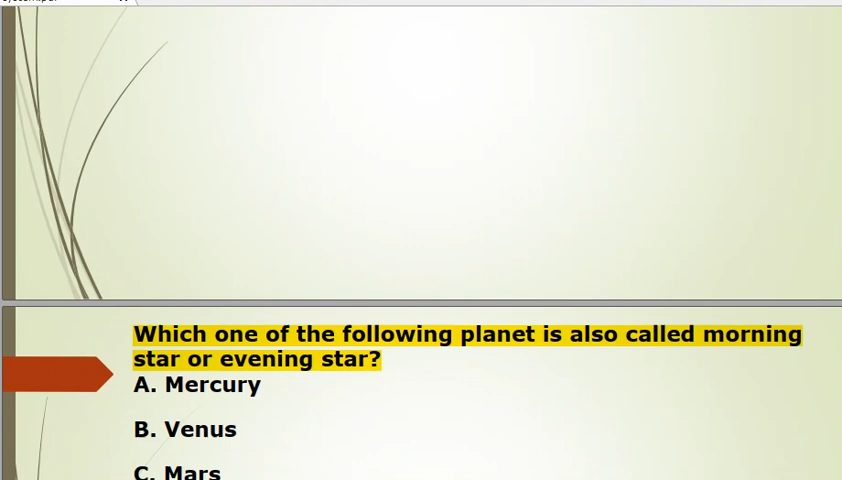 Which one of the following planet is also called morning
star or evening star?
A. Mercury
B. Venus
C. Mars